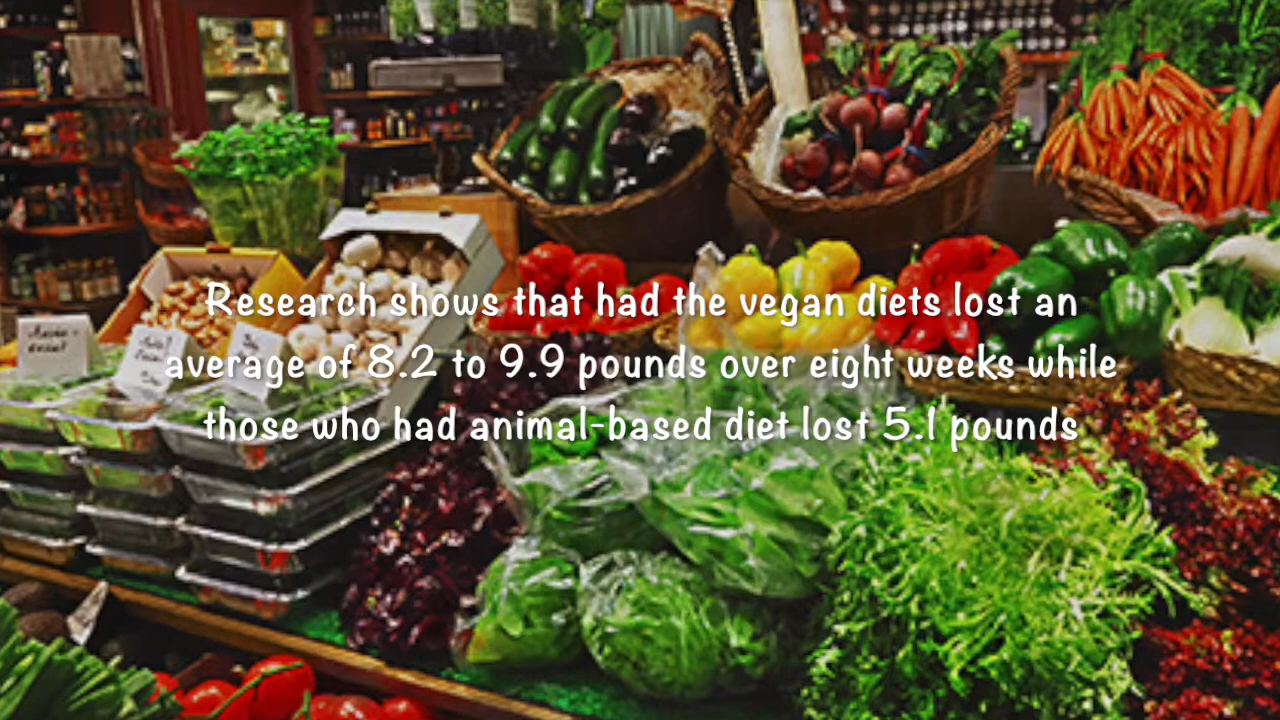 Research shows that had the vegan diets lost an
average of 8.2 to 9.9 pounds over eight weeks while
those who had animal-based diet lost 5.1 pounds